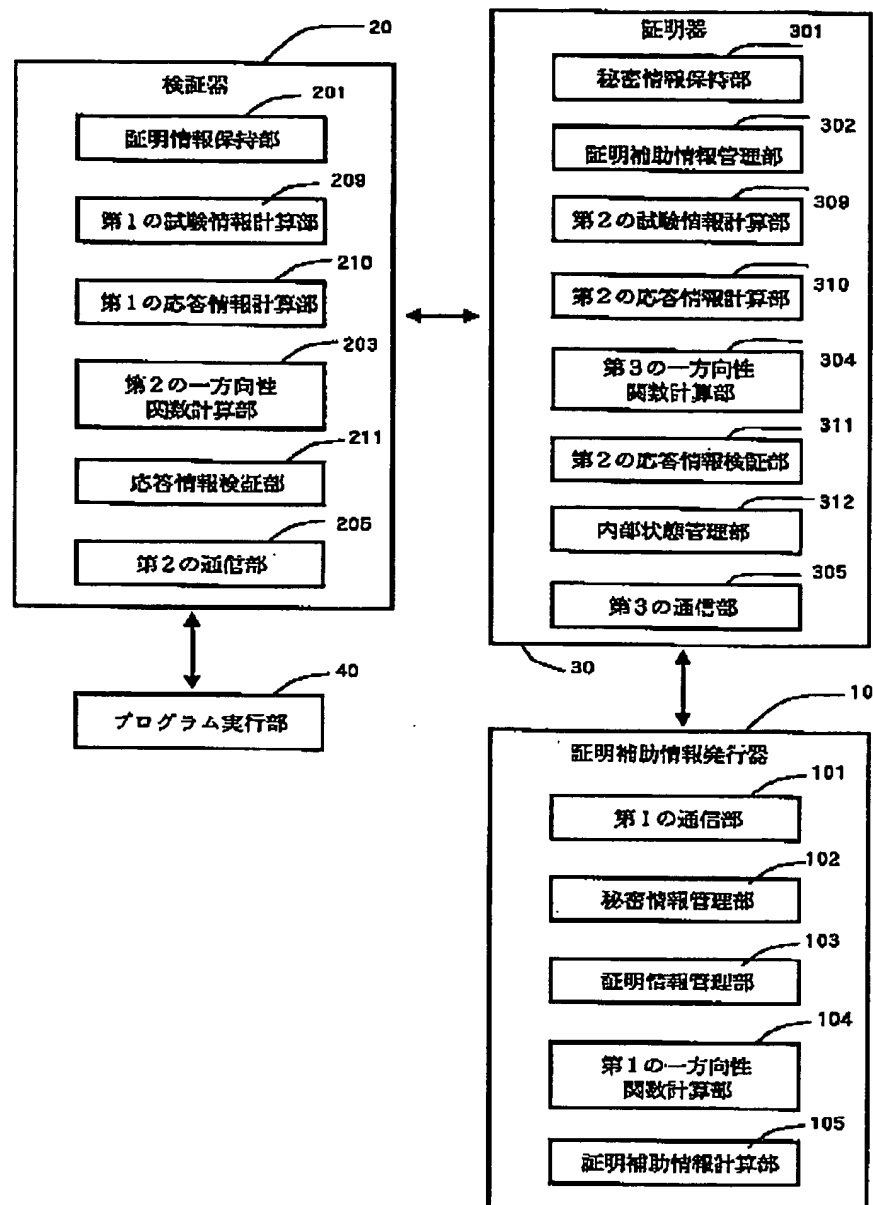 20
検証器
201
証明情報保持部
209
第1の試験情報計算部
210
第1の応答情報計算部
203
第2の一方向性
関数計算部
211
応答情報検証部
205
第2の通信部
40
プログラム実行部
証明器
301
秘密情報保持部
302
証明補助情報管理部
309
第2の試験情報計算部
310
第2の応答情報計算部
304
第3の一方向性
関数計算部
311
第2の応答情報検証部
312
内部状態管理部
305
第3の通信部
30
10
証明補助情報発行器
101
第1の通信部
102
秘密情報管理部
103
証明情報管理部
104
第1の一方向性
関数計算部
105
証明補助情報計算部